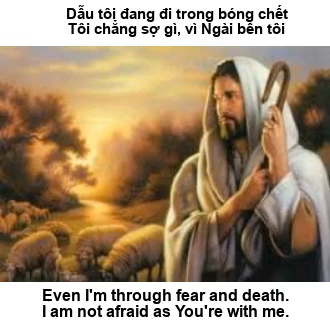 Dẫu tôi đang đi trong bóng chết
Tôi chẳng sợ gì, vì Ngài bên tôi
Even I'm through fear and death.
I am not afraid as You're with me.